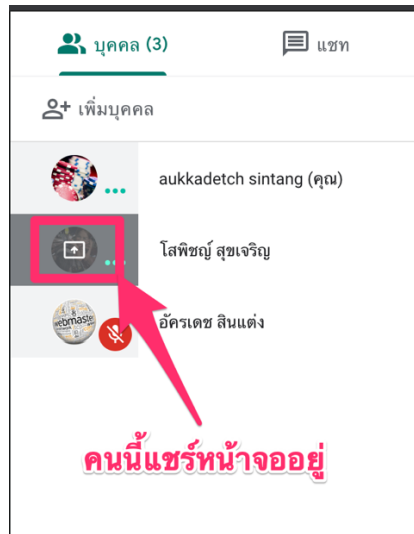 บุคคล (3)
แชท
เพิ่มบุคคล
aukkadetch sintang (คุณ)
โสพิชญ์ สุขเจริญ
อัครเดช สินแต่ง
webmaste
คนนี้แชร์หน้าจออยู่